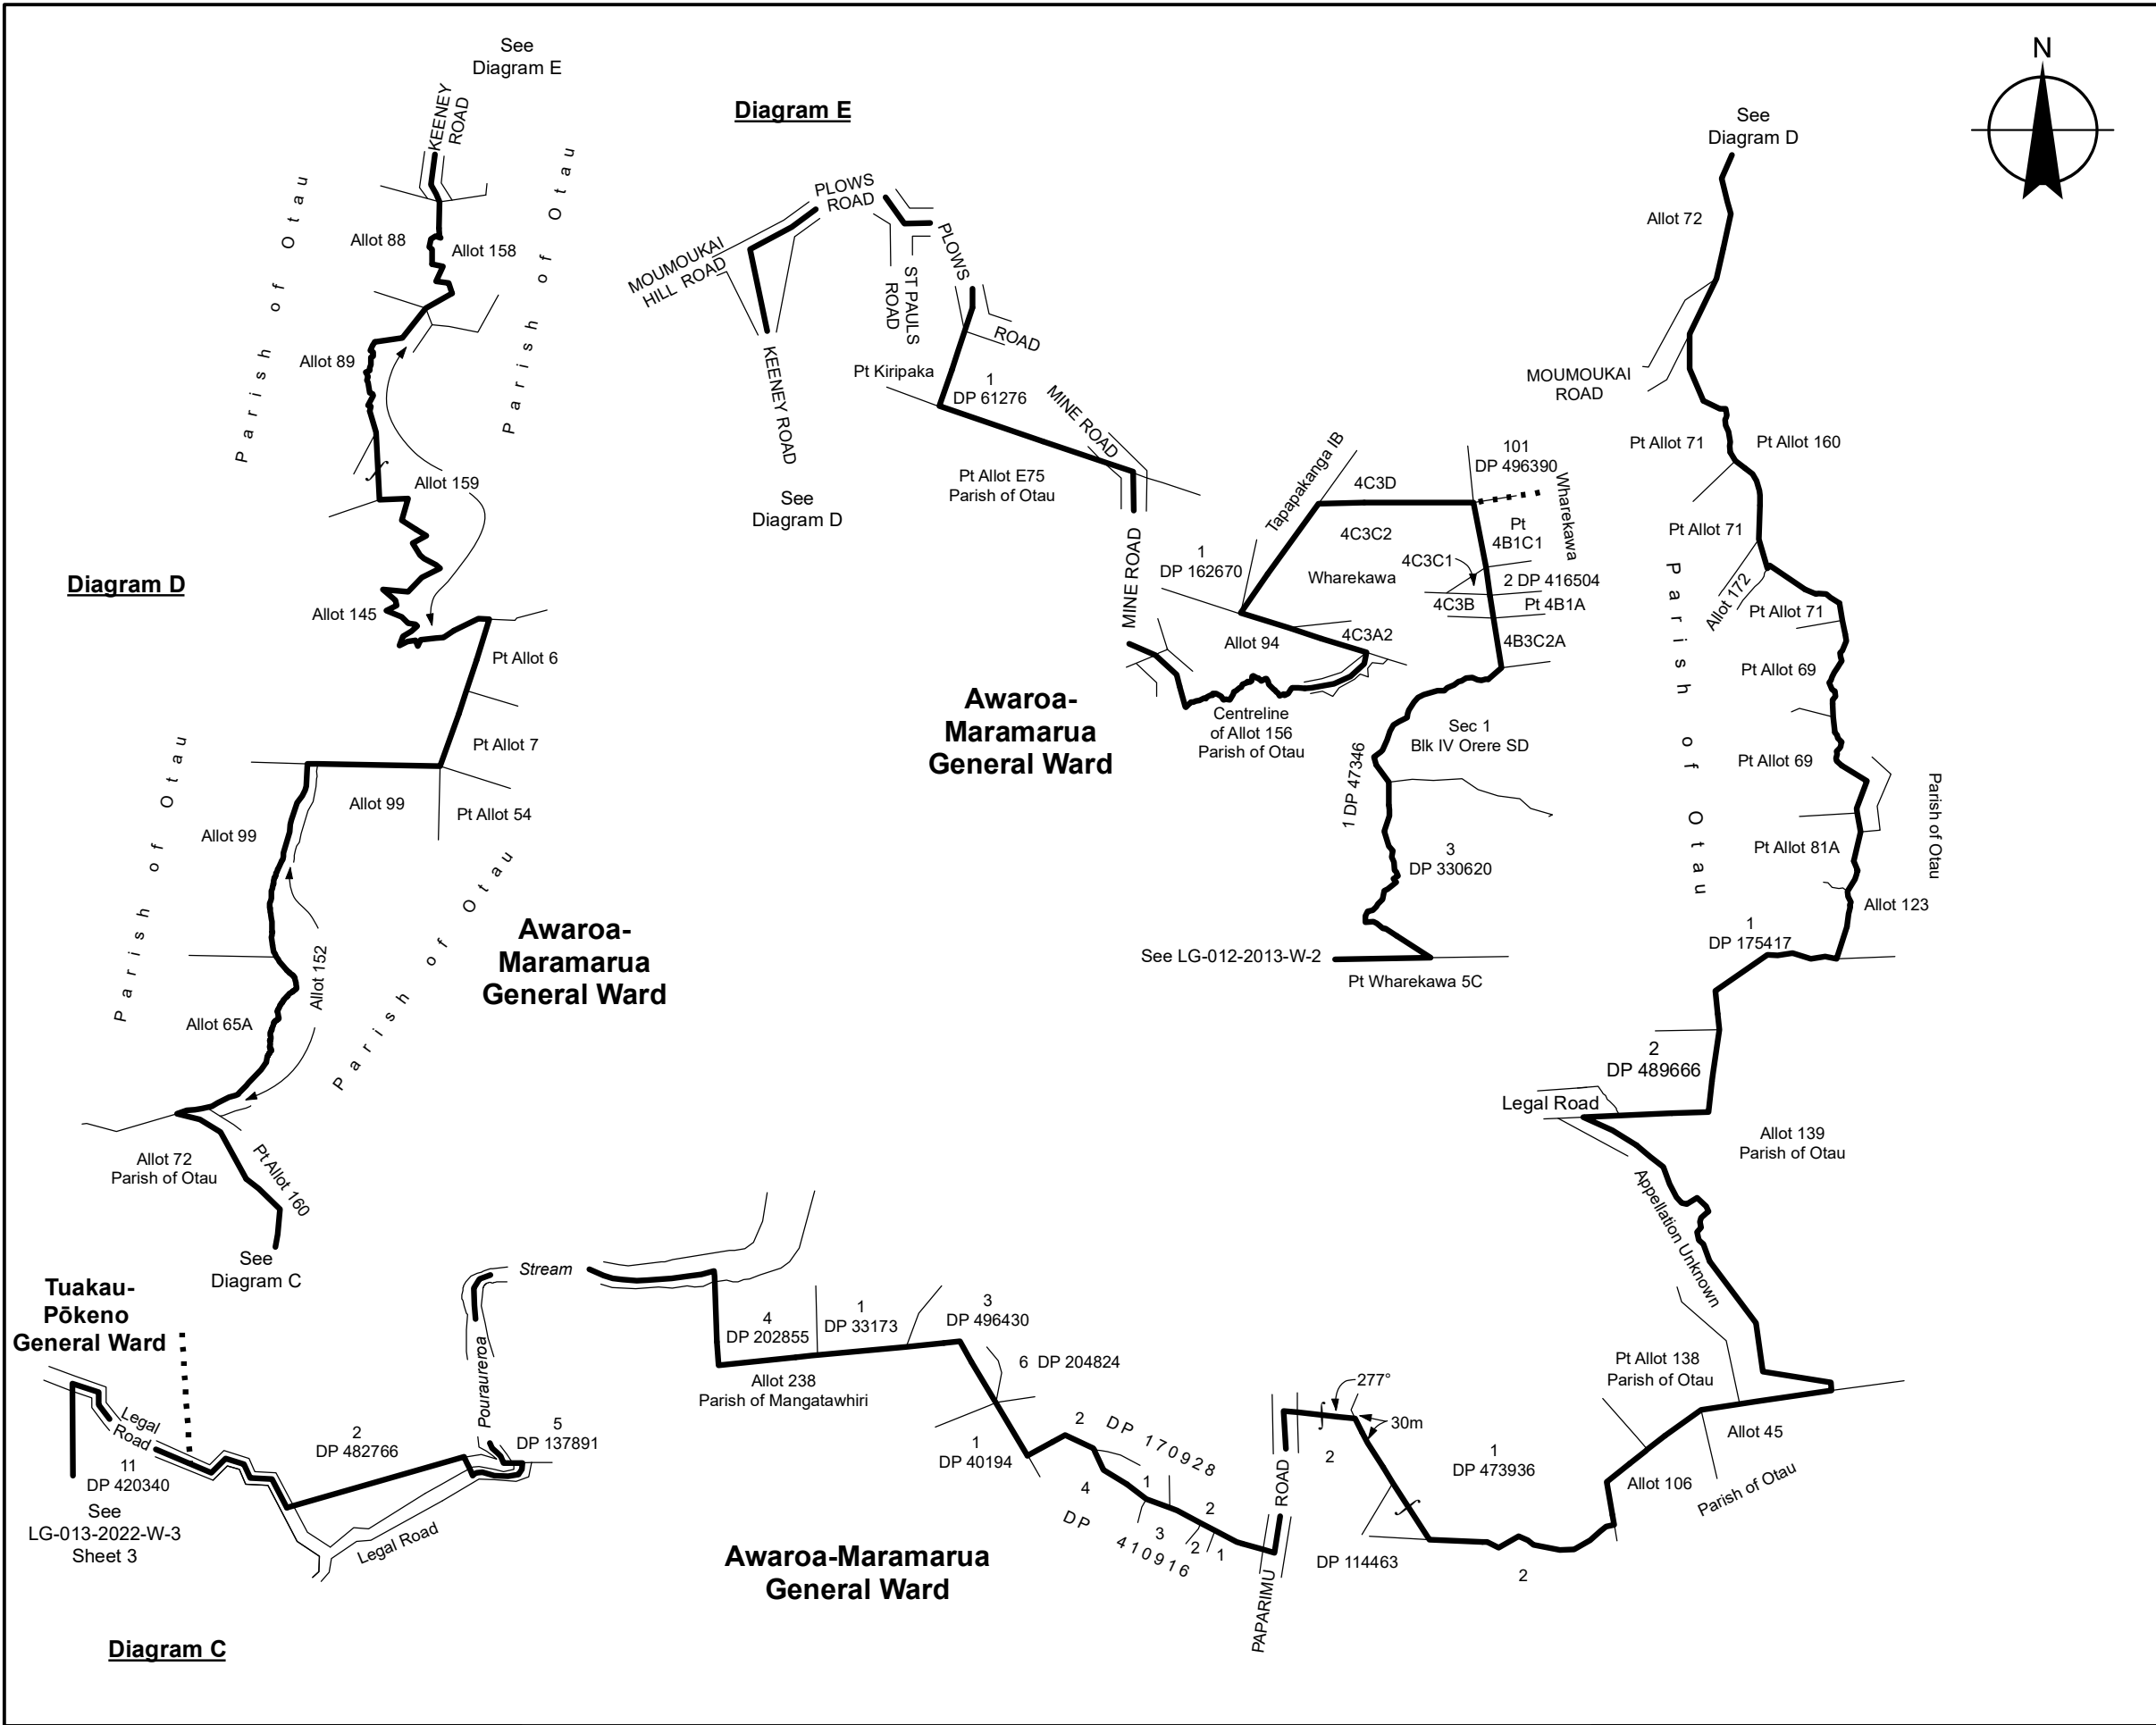 See
Diagram E
KEENEY
ROAD
Parish of Otau
Parish of Otau
Allot 88
Allot 158
Allot 89
Allot 159
Diagram D
Allot 145
Pt Allot 6
Pt Allot 7
Allot 99
Pt Allot 54
Allot 99
Parish of Otau
Parish of Otau
Allot 152
Allot 65A
Awaroa-
Maramarua
General Ward
Allot 72
Parish of Otau
Pt Allot 160
See
Diagram C
Diagram E
PLOWS
ROAD
MOUMOUKAI
HILL ROAD
PLOWS
ROAD
ST PAULS
ROAD
KEENEY ROAD
See
Diagram D
Pt Kiripaka
1
DP 61276
MINE ROAD
Pt Allot E75
Parish of Otau
MINE ROAD
Tapapakanga IB
4C3D
101
DP 496390
Wharekawa
4C3C2
Pt
4B1C1
4C3C1
1
DP 162670
Wharekawa
2 DP 416504
4C3B
Pt 4B1A
Allot 94
4C3A2
4B3C2A
Awaroa-
Maramarua
General Ward
Centreline
of Allot 156
Parish of Otau
Sec 1
Blk IV Orere SD
1 DP 47346
3
DP 330620
See LG-012-2013-W-2
Pt Wharekawa 5C
N
See
Diagram D
Allot 72
MOUMOUKAI
ROAD
Pt Allot 71
Pt Allot 160
Pt Allot 71
Parish of Otau
Allot 172
Pt Allot 71
Pt Allot 69
Pt Allot 69
Parish of Otau
Pt Allot 81A
Allot 123
1
DP 175417
2
DP 489666
Legal Road
Allot 139
Parish of Otau
Appellation Unknown
Pt Allot 138
Parish of Otau
Allot 45
Allot 106
Parish of Otau
Tuakau-
Pōkeno
General Ward
Legal
Road
11
DP 420340
See
LG-013-2022-W-3
Sheet 3
2
DP 482766
Stream
Pouraureroa
5
DP 137891
Legal Road
4
DP 202855
1
DP 33173
3
DP 496430
Allot 238
Parish of Mangatawhiri
6 DP 204824
1
DP 40194
2
DP 170928
1
2
4
3
2
1
DP 410916
PAPARIMU
ROAD
277°
30m
2
1
DP 473936
DP 114463
2
Awaroa-Maramarua
General Ward
Diagram C